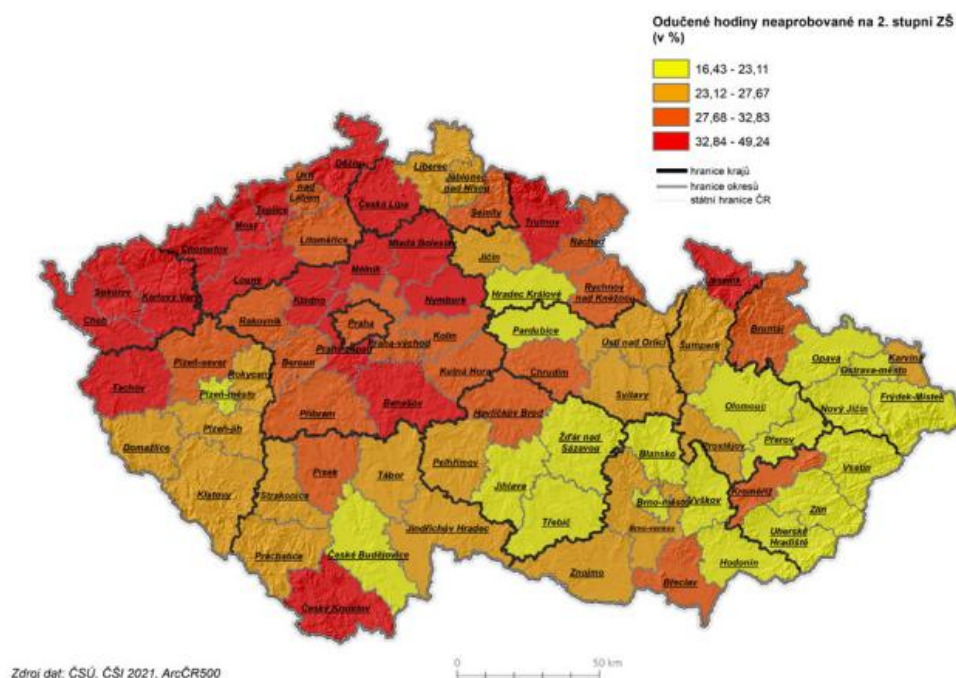 Odučené hodiny neaprobované na 2. stupni ZŠ
(v %)
16,43 - 23,11
23,12 - 27,67
27,68 - 32,83
32,84 - 49,24
hranice krajů
hranice okresů
státní hranice ČR
Děčín
Liberec
Jablonec
nad Nisou
Ústí
nad
Labem
Česká Lípa
Semily
Trutnov
Teplice
Most
Litoměřice
Náchod
Chomutov
Mladá Boleslav
Jičín
Louny
Mělník
Jeseník
Sokolov
Karlovy Vary
Hradec Králové
Rychnov
nad Kněžnou
Kladno
Nymburk
Cheb
Rakovník
Praha
Pardubice
Bruntál
Kolín
Praha-východ
Praha-západ
Ústí nad Orlicí
Šumperk
Plzeň-sever
Beroun
Opava
Karviná
Rokycany
Kutná Hora
Chrudim
Ostrava-město
Tachov
Plzeň-město
Benešov
Svitavy
Frýdek-Místek
Příbram
Havlíčkův Brod
Olomouc
Nový Jičín
Plzeň-jih
Domažlice
Žďár nad
Sázavou
Prostějov
Přerov
Písek
Tábor
Pelhřimov
Blansko
Vsetín
Klatovy
Strakonice
Jihlava
Kroměříž
Brno-město
Vyškov
Třebíč
Zlín
Jindřichův Hradec
Brno-venkov
Uherské
Hradiště
Prachatice
České Budějovice
Hodonín
Znojmo
Břeclav
Český Krumlov
Zdroj dat: ČSÚ, ČŠI 2021, ArcČR500
0 50 km